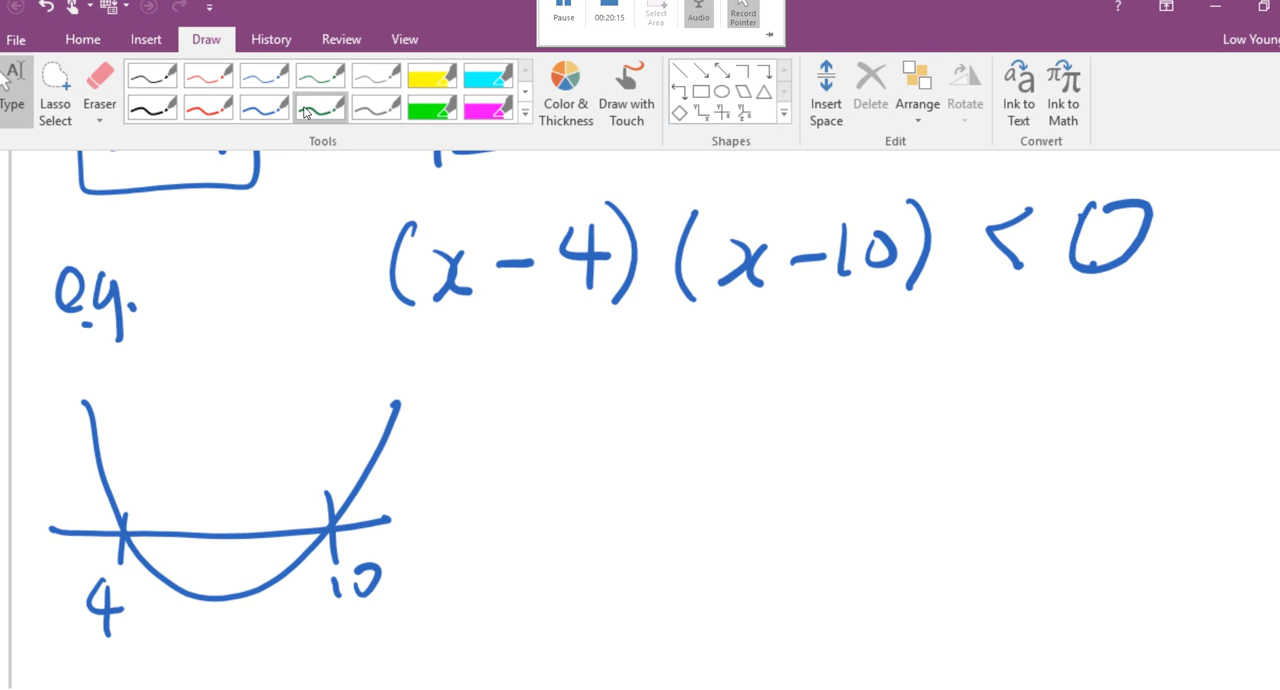 Pause
00:20:15
Select Area
Audio
Record Pointer
?
File Home Insert Draw History Review View
Low Youn
Type
Lasso Select
Eraser
Color & Thickness
Draw with Touch
Insert Space
Delete
Arrange
Rotate
Ink to Text
Ink to Math
Tools
Shapes
Edit
Convert
(x - 4) (x - 10) < 0
e.g.
4
10